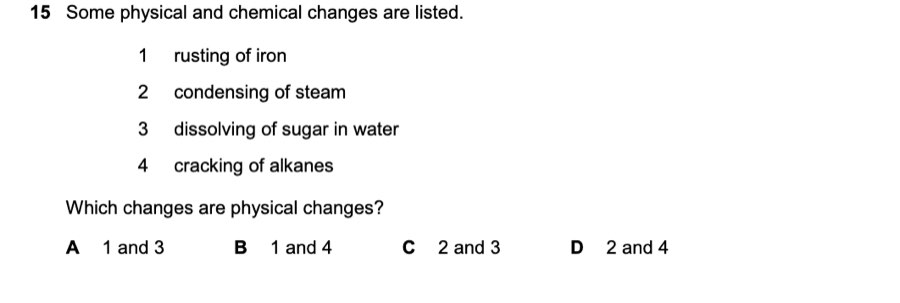 15 Some physical and chemical changes are listed.
1 rusting of iron
2 condensing of steam
3 dissolving of sugar in water
4 cracking of alkanes
Which changes are physical changes?
A 1 and 3 B 1 and 4 C 2 and 3 D 2 and 4